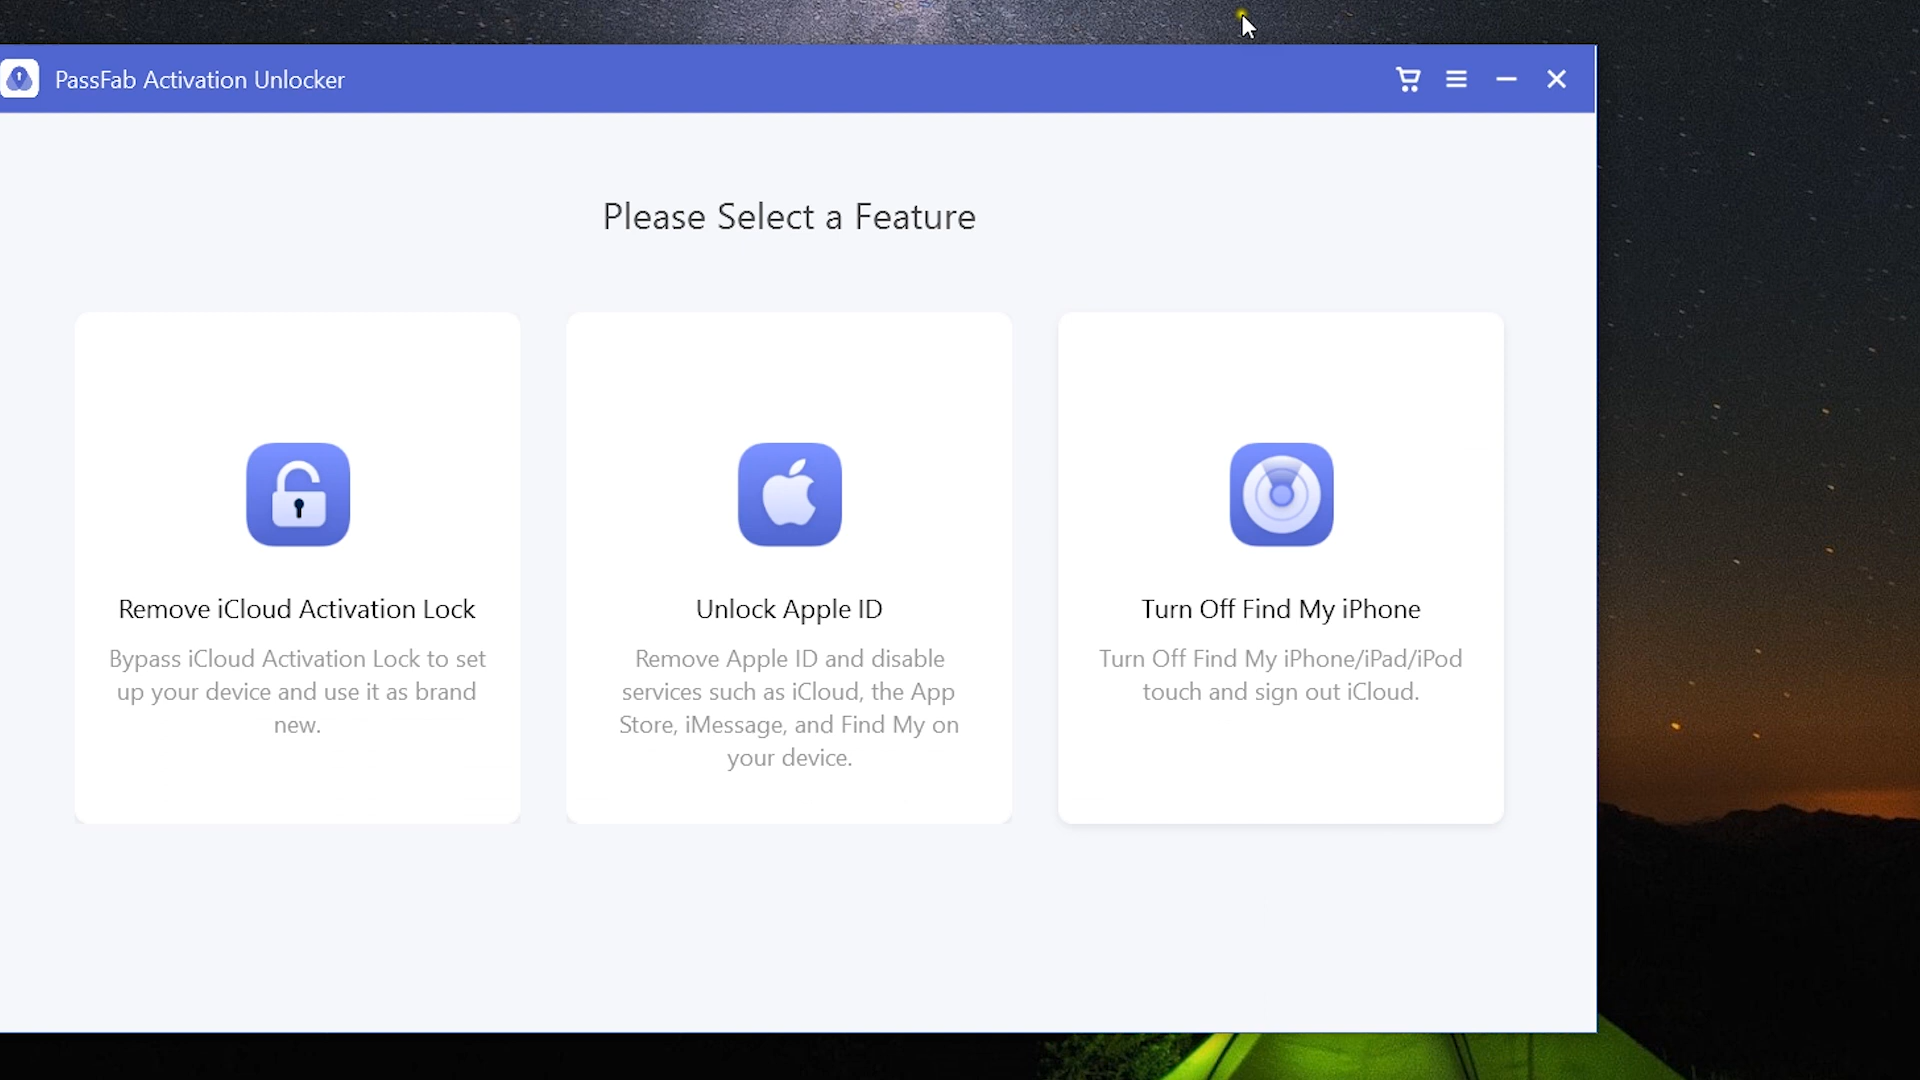 PassFab Activation Unlocker
Please Select a Feature
Remove iCloud Activation Lock
Bypass iCloud Activation Lock to set
up your device and use it as brand
new.
Unlock Apple ID
Remove Apple ID and disable
services such as iCloud, the App
Store, iMessage, and Find My on
your device.
Turn Off Find My iPhone
Turn Off Find My iPhone/iPad/iPod
touch and sign out iCloud.